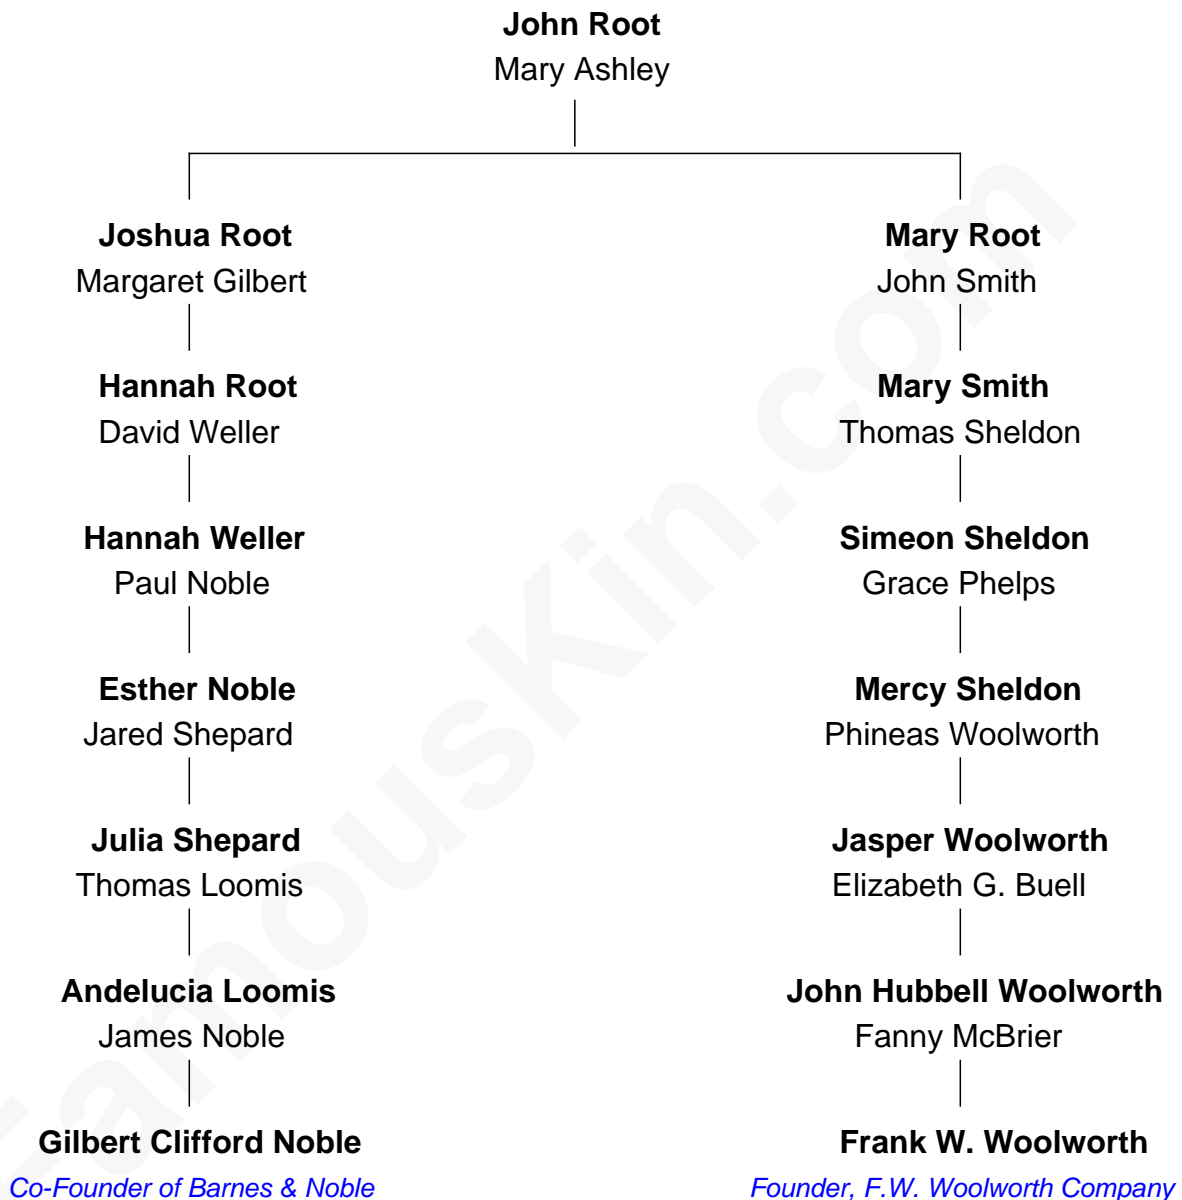 John Root
Mary Ashley
Joshua Root
Mary Root
Margaret Gilbert
John Smith
Hannah Root
Mary Smith
David Weller
Thomas Sheldon
Hannah Weller
Simeon Sheldon
Paul Noble
Grace Phelps
Esther Noble
Mercy Sheldon
Jared Shepard
Phineas Woolworth
Julia Shepard
Jasper Woolworth
Thomas Loomis
Elizabeth G. Buell
Andelucia Loomis
John Hubbell Woolworth
James Noble
Fanny McBrier
Gilbert Clifford Noble
Frank W. Woolworth
Co-Founder of Barnes & Noble
Founder, F.W. Woolworth Company
FamousKin.com